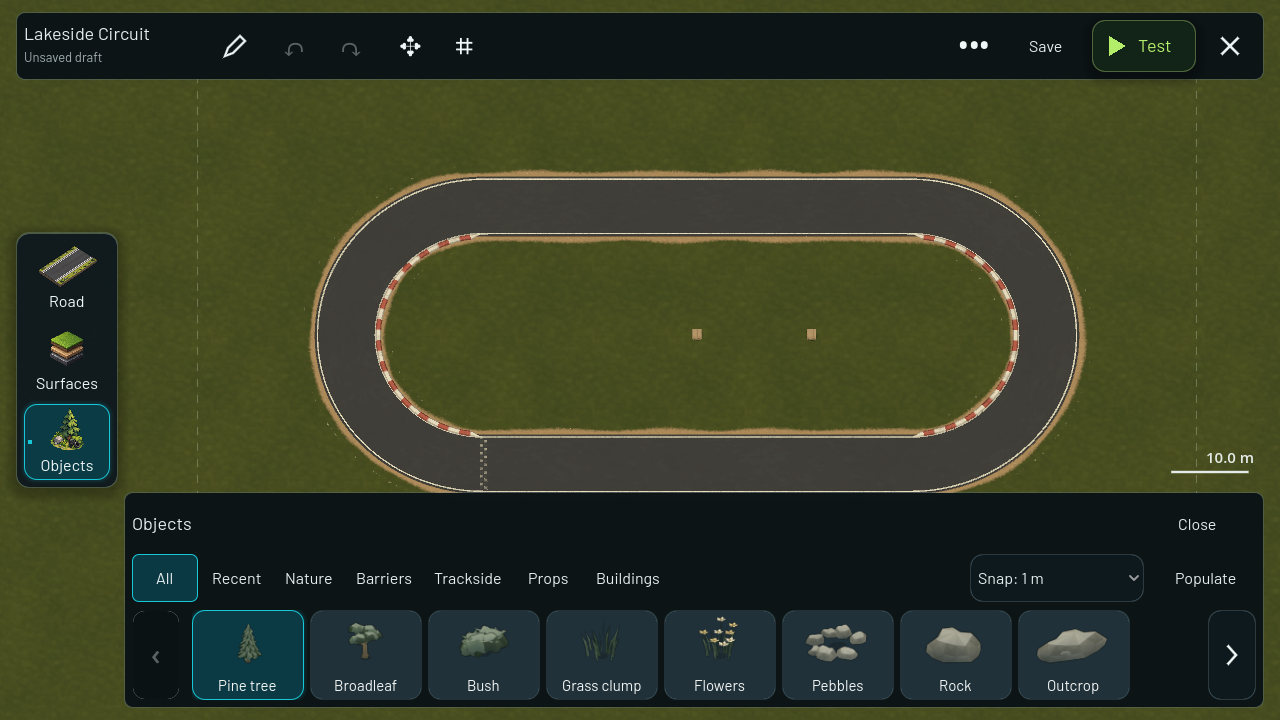 Lakeside Circuit
Unsaved draft
Save
Test
Road
Surfaces
Objects
10.0 m
Objects
Close
All
Recent
Nature
Barriers
Trackside
Props
Buildings
Snap: 1 m
Populate
Pine tree
Broadleaf
Bush
Grass clump
Flowers
Pebbles
Rock
Outcrop